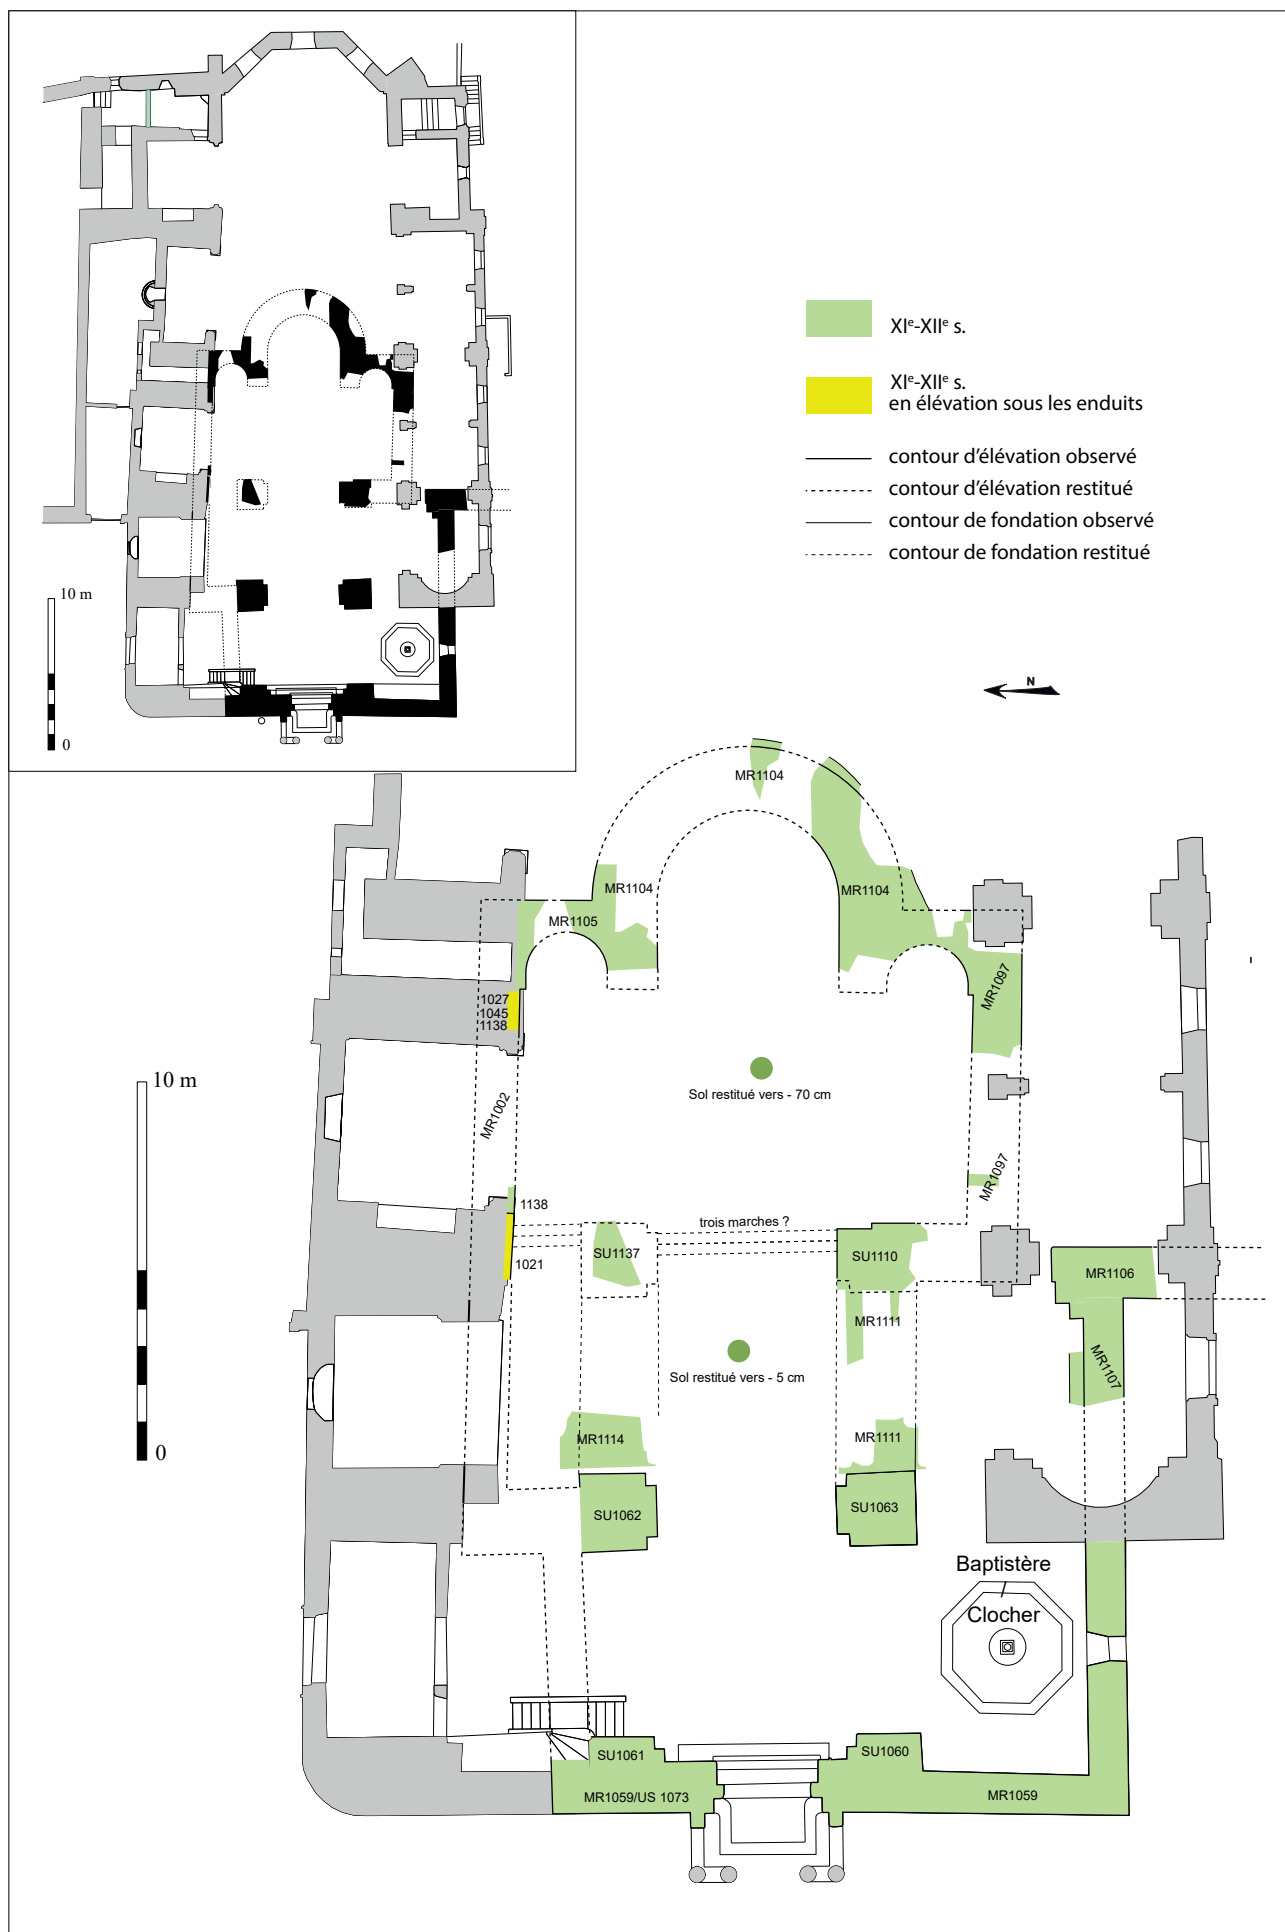 10 m
0
XIe-XIIe s.
XIe-XIIe s.
en élévation sous les enduits
contour d'élévation observé
contour d'élévation restitué
contour de fondation observé
contour de fondation restitué
N
MR1104
MR1104
MR1104
MR1105
MR1097
1027
1045
1138
10 m
Sol restitué vers - 70 cm
MR1002
MR1097
1138
trois marches ?
SU1137
SU1110
1021
MR1106
MR1111
Sol restitué vers - 5 cm
MR1107
MR1114
MR1111
0
SU1062
SU1063
Baptistère
Clocher
SU1061
SU1060
MR1059/US 1073
MR1059